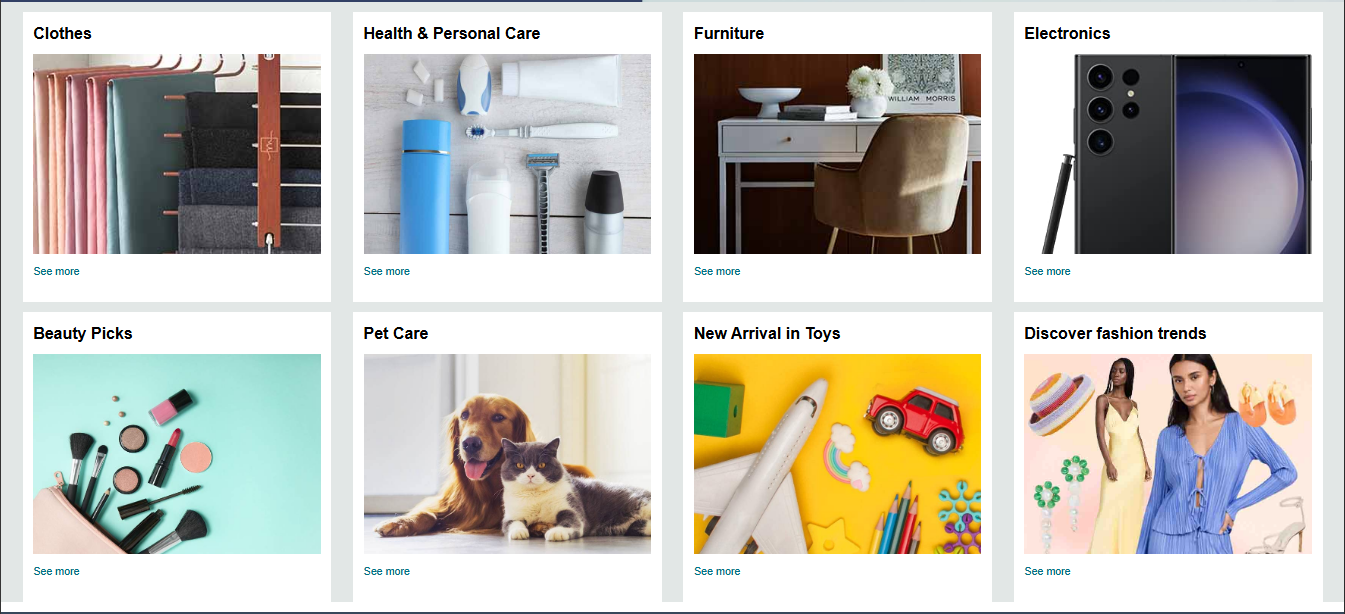 Clothes
Health & Personal Care
Furniture
Electronics
WILLIAM MORRIS
See more
See more
See more
See more
Beauty Picks
Pet Care
New Arrival in Toys
Discover fashion trends
See more
See more
See more
See more